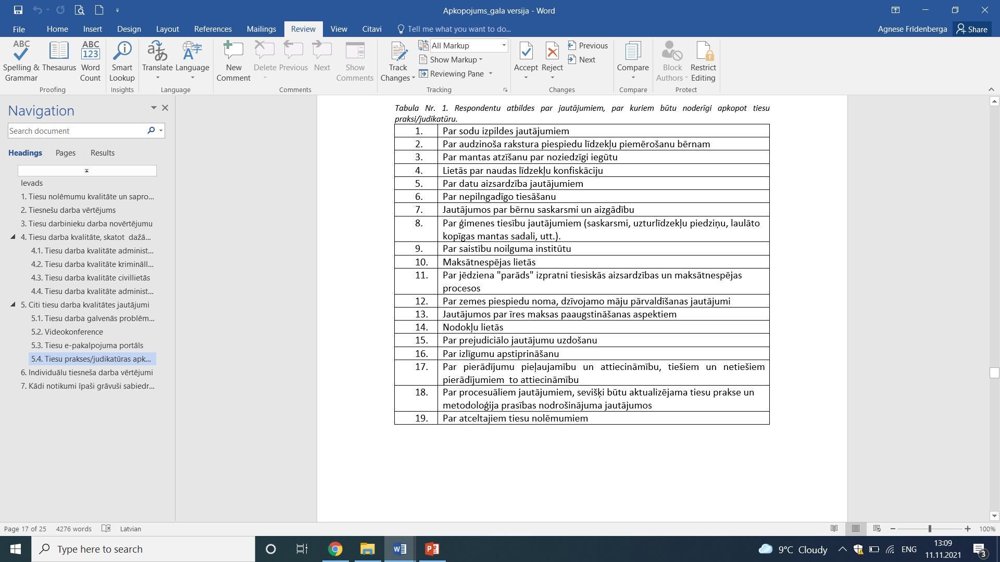 Apkopojums_gala versija - Word
File Home Insert Design Layout References Mailings Review View Citavi Tell me what you want to do...
Agnese Frīdenberga Share
ABC Spelling & Grammar
Thesaurus
ABC 123 Word Count
Proofing
Smart Lookup
Insights
Translate
Language
Language
New Comment
Delete
Previous
Next
Show Comments
Comments
Track Changes
All Markup
Show Markup
Reviewing Pane
Tracking
Accept
Reject
Previous
Next
Changes
Compare
Compare
Block Authors
Restrict Editing
Protect
Navigation
Search document
Headings Pages Results
Ievads
1. Tiesu nolēmumu kvalitāte un sapro...
2. Tiesnešu darba vērtējums
3. Tiesu darbinieku darba novērtējumu
4. Tiesu darba kvalitāte, skatot dažā...
4.1. Tiesu darba kvalitāte administ...
4.2. Tiesu darba kvalitāte krimināll...
4.3. Tiesu darba kvalitāte civillietās
4.4. Tiesu darba kvalitāte administ...
5. Citi tiesu darba kvalitātes jautājumi
5.1. Tiesu darba galvenās problēm...
5.2. Videokonference
5.3. Tiesu e-pakalpojuma portāls
5.4. Tiesu prakses/judikatūras apk...
6. Individuālu tiesneša darba vērtējumi
7. Kādi notikumi īpaši grāvuši sabiedr...
Tabula Nr. 1. Respondentu atbildes par jautājumiem, par kuriem būtu noderīgi apkopot tiesu
praksi/judikatūru.
1. Par sodu izpildes jautājumiem
2. Par audzinoša rakstura piespiedu līdzekļu piemērošanu bērnam
3. Par mantas atzīšanu par noziedzīgi iegūtu
4. Lietās par naudas līdzekļu konfiskāciju
5. Par datu aizsardzība jautājumiem
6. Par nepilngadīgo tiesāšanu
7. Jautājumos par bērnu saskarsmi un aizgādību
8. Par ģimenes tiesību jautājumiem (saskarsmi, uzturlīdzekļu piedziņu, laulāto
kopīgas mantas sadali, utt.).
9. Par saistību noilguma institūtu
10. Maksātnespējas lietās
11. Par jēdziena "parāds" izpratni tiesiskās aizsardzības un maksātnespējas
procesos
12. Par zemes piespiedu noma, dzīvojamo māju pārvaldīšanas jautājumi
13. Jautājumos par īres maksas paaugstināšanas aspektiem
14. Nodokļu lietās
15. Par prejudiciālo jautājumu uzdošanu
16. Par izlīgumu apstiprināšanu
17. Par pierādījumu pieļaujamību un attiecināmību, tiešiem un netiešiem
pierādījumiem to attiecināmību
18. Par procesuāliem jautājumiem, sevišķi būtu aktualizējama tiesu prakse un
metodoloģija prasības nodrošinājuma jautājumos
19. Par atceltajiem tiesu nolēmumiem
Page 17 of 25 4276 words Latvian
100%
Type here to search
9°C Cloudy ENG
13:09
11.11.2021
3